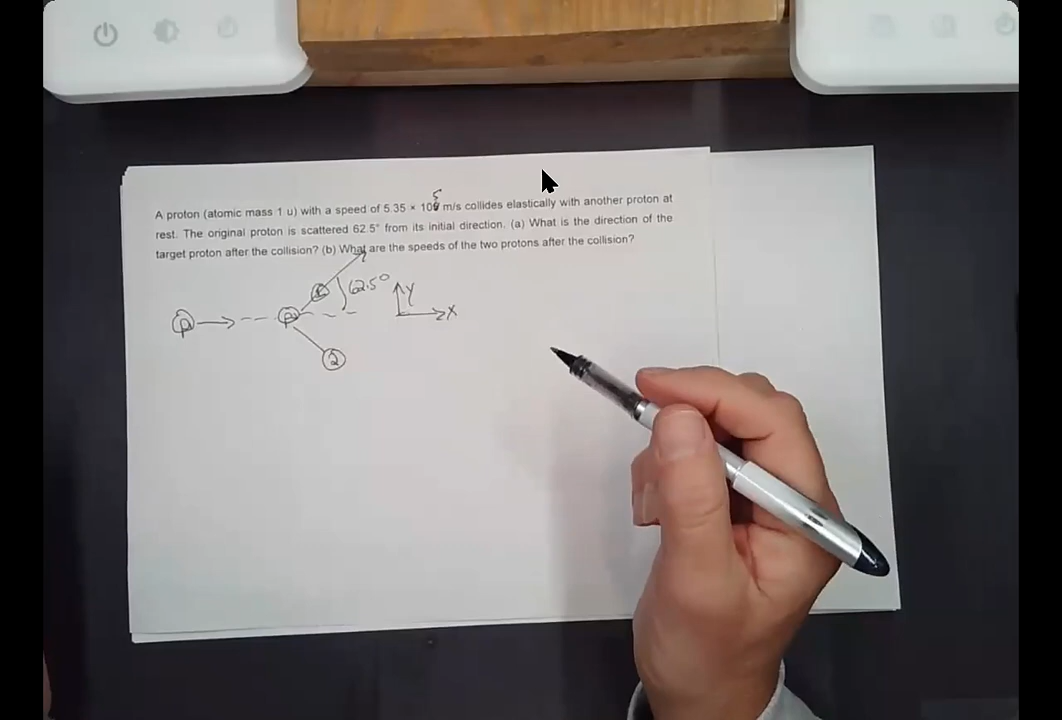 A proton (atomic mass 1 u) with a speed of 5.35 × 10⁵ m/s collides elastically with another proton at
rest. The original proton is scattered 62.5° from its initial direction. (a) What is the direction of the
target proton after the collision? (b) What are the speeds of the two protons after the collision?
62.5° Y
P P X
2